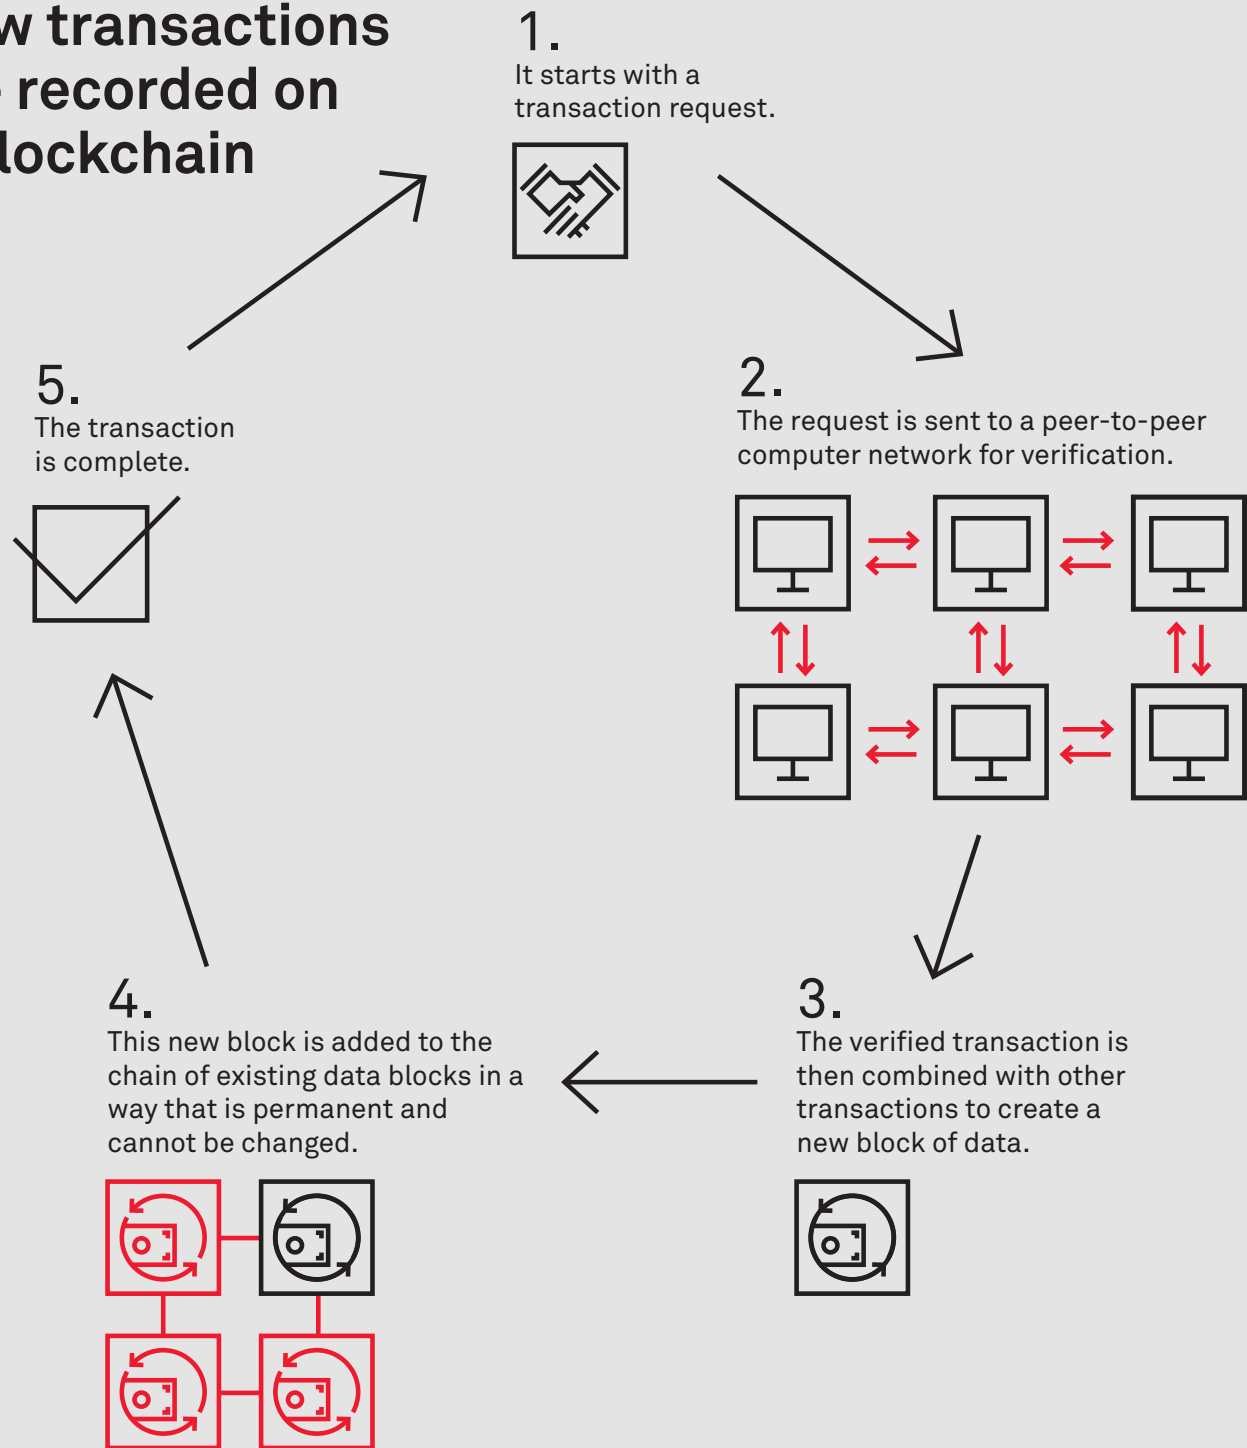 w transactions
recorded on
lockchain
1.
It starts with a
transaction request.
2.
The request is sent to a peer-to-peer
computer network for verification.
3.
The verified transaction is
then combined with other
transactions to create a
new block of data.
4.
This new block is added to the
chain of existing data blocks in a
way that is permanent and
cannot be changed.
5.
The transaction
is complete.